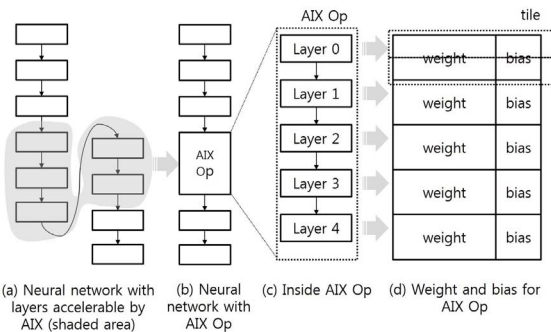 AIX Op
tile
Layer 0
weight
bias
Layer 1
weight
bias
AIX
Op
Layer 2
weight
bias
Layer 3
weight
bias
Layer 4
weight
bias
(a) Neural network with
layers accelerable by
AIX (shaded area)
(b) Neural
network with
AIX Op
(c) Inside AIX Op
(d) Weight and bias for
AIX Op